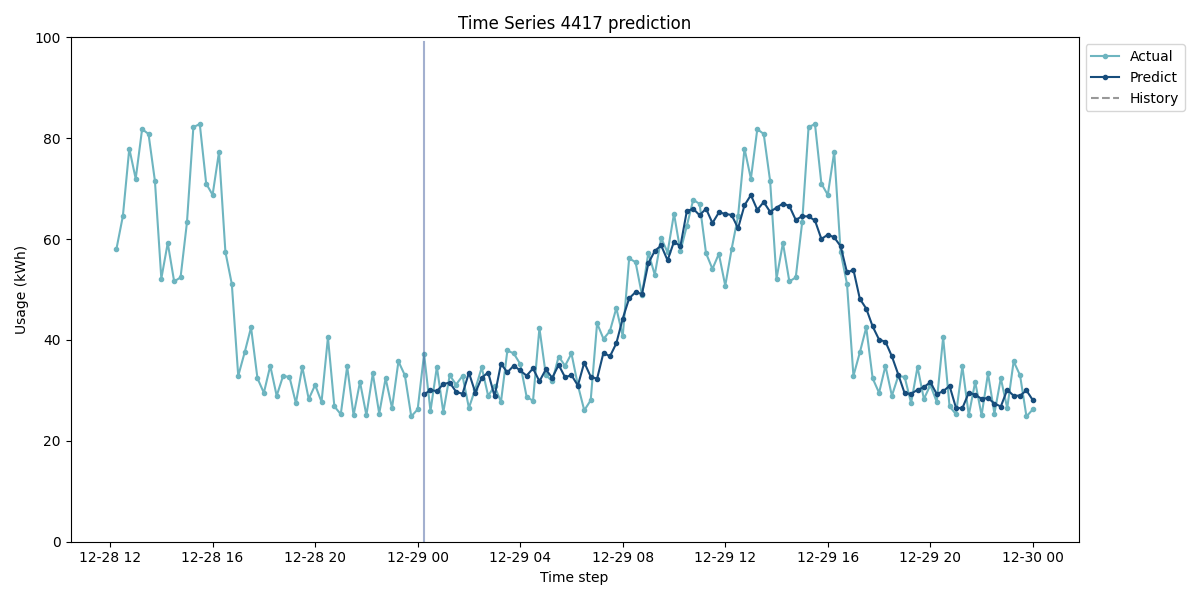 Time Series 4417 prediction
Usage (kWh)
100
80
60
40
20
0
12-28 12
12-28 16
12-28 20
12-29 00
12-29 04
12-29 08
12-29 12
12-29 16
12-29 20
12-30 00
Time step
Actual
Predict
History